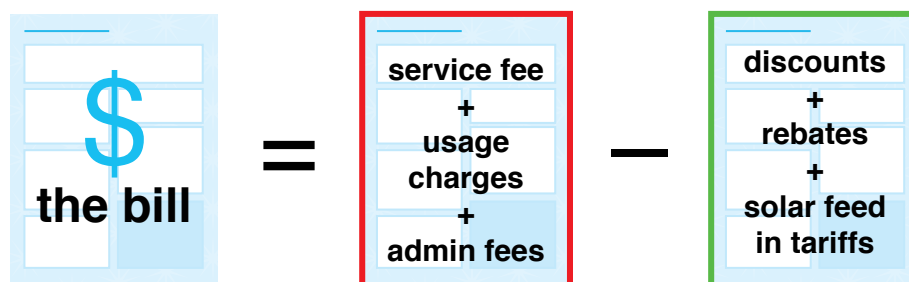 $
the bill
=
service fee
+
usage
charges
+
admin fees
−
discounts
+
rebates
+
solar feed
in tariffs